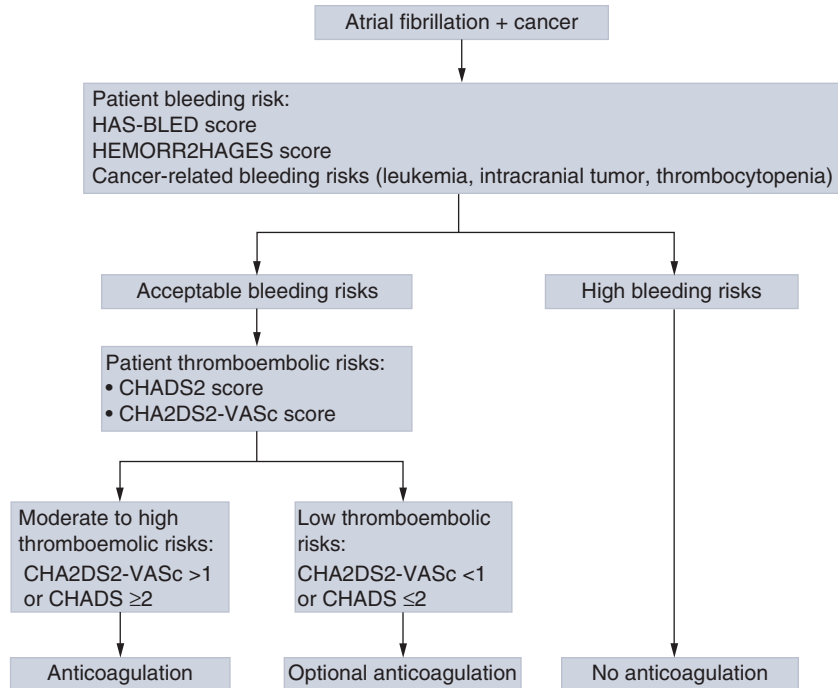 Atrial fibrillation + cancer
Patient bleeding risk:
HAS-BLED score
HEMORR2HAGES score
Cancer-related bleeding risks (leukemia, intracranial tumor, thrombocytopenia)
Acceptable bleeding risks
High bleeding risks
Patient thromboembolic risks:
• CHADS2 score
• CHA2DS2-VASc score
Moderate to high
thromboemolic risks:
CHA2DS2-VASc >1
or CHADS ≥2
Low thromboembolic
risks:
CHA2DS2-VASc <1
or CHADS ≤2
Anticoagulation
Optional anticoagulation
No anticoagulation